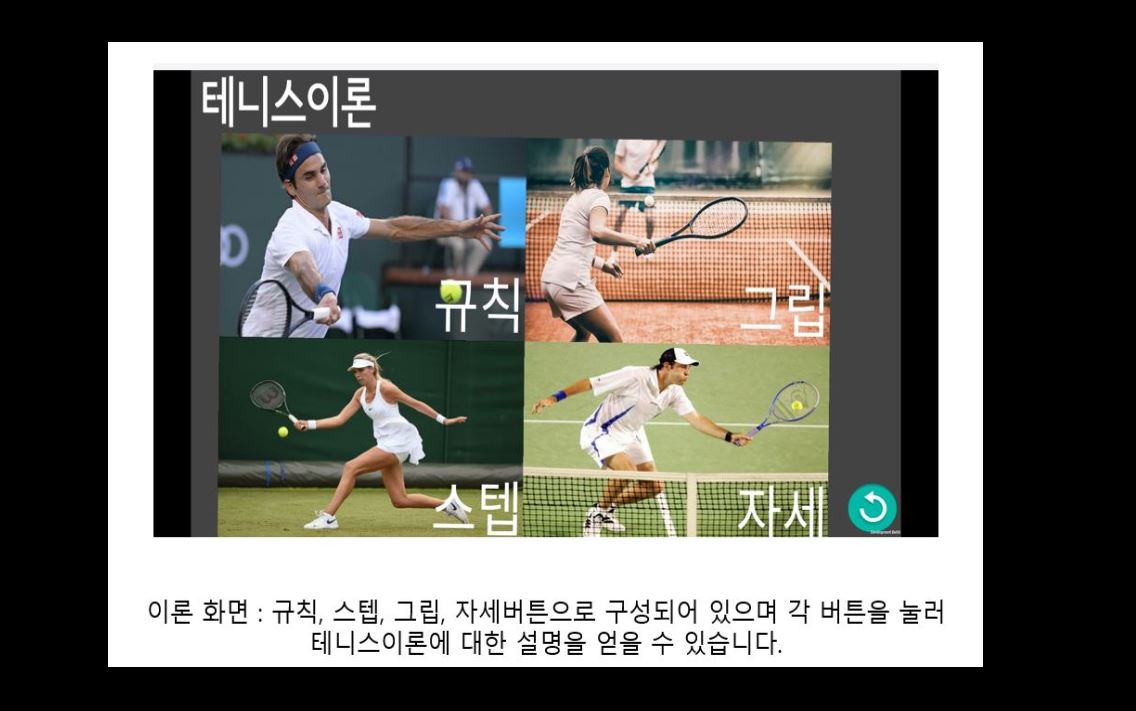 테니스이론
규칙
그립
스텝
자세
Development Build
이론 화면 : 규칙, 스텝, 그립, 자세버튼으로 구성되어 있으며 각 버튼을 눌러
테니스이론에 대한 설명을 얻을 수 있습니다.